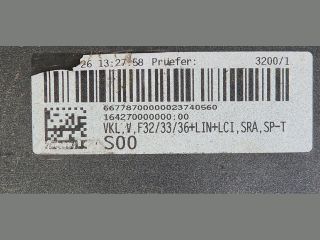 26 13:27:58 Pruefer: 3200/1
66778700000023740560
164270000000:00
VKL,V,F32/33/36+LIN+LCI,SRA,SP-T
S00